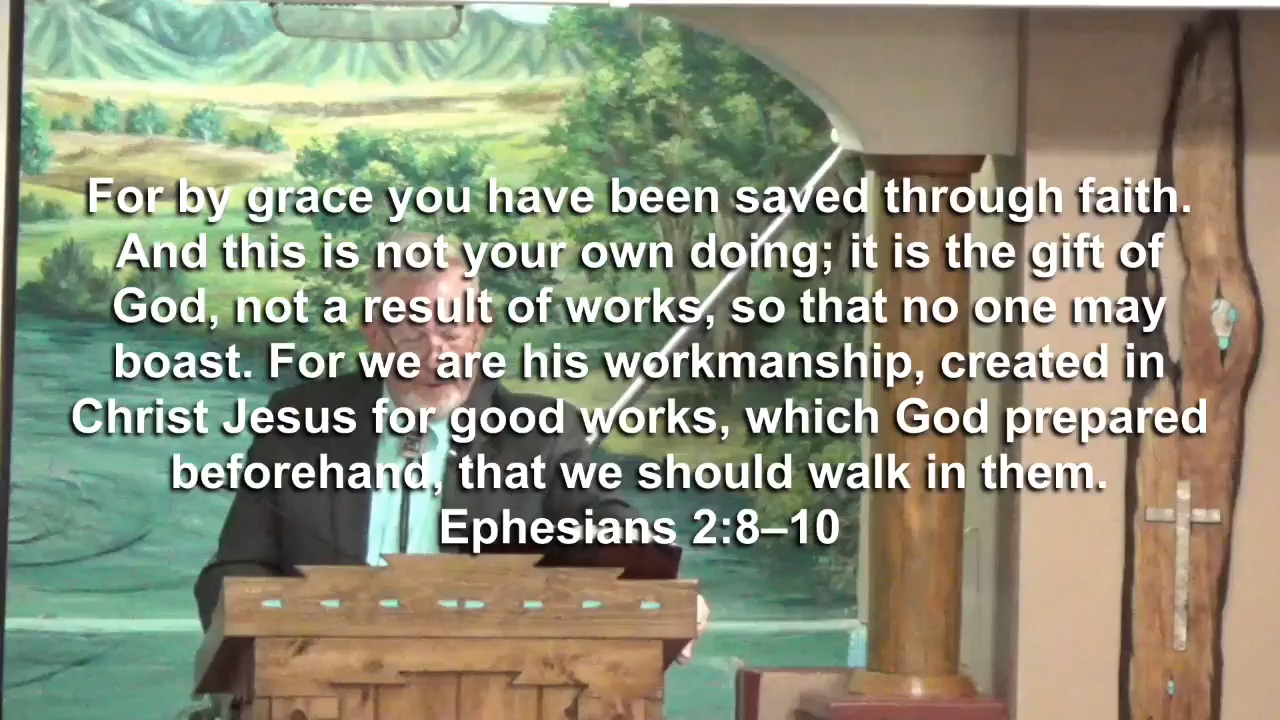 For by grace you have been saved through faith.
And this is not your own doing; it is the gift of
God, not a result of works, so that no one may
boast. For we are his workmanship, created in
Christ Jesus for good works, which God prepared
beforehand, that we should walk in them.
Ephesians 2:8–10